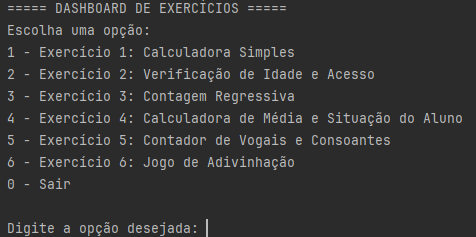 ===== DASHBOARD DE EXERCÍCIOS =====
Escolha uma opção:
1 - Exercício 1: Calculadora Simples
2 - Exercício 2: Verificação de Idade e Acesso
3 - Exercício 3: Contagem Regressiva
4 - Exercício 4: Calculadora de Média e Situação do Aluno
5 - Exercício 5: Contador de Vogais e Consoantes
6 - Exercício 6: Jogo de Adivinhação
0 - Sair
Digite a opção desejada: